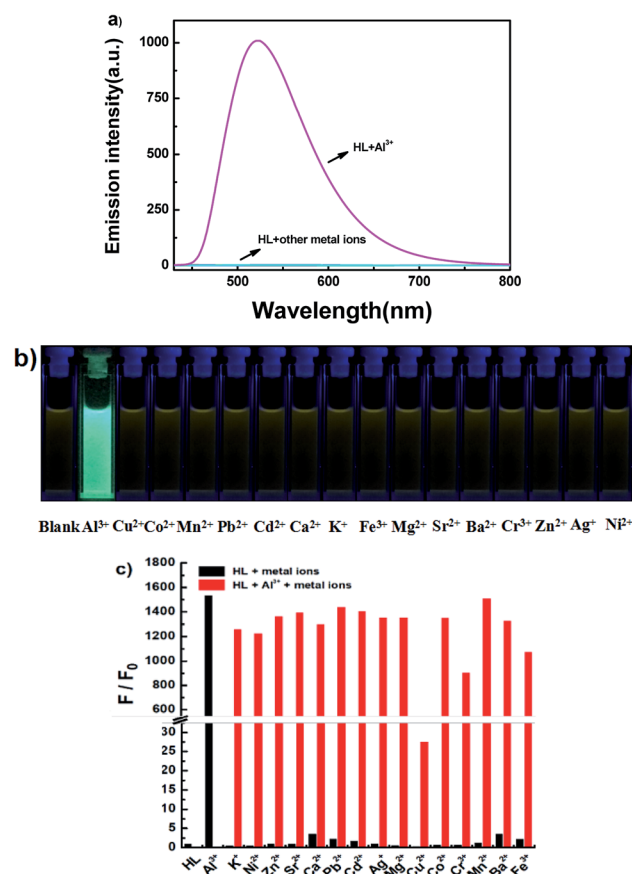 a)
1000
750
500
250
0
Emission intensity(a.u.)
HL+Al³⁺
HL+other metal ions
500 600 700 800
Wavelength(nm)
b)
Blank Al³⁺ Cu²⁺ Co²⁺ Mn²⁺ Pb²⁺ Cd²⁺ Ca²⁺ K⁺ Fe³⁺ Mg²⁺ Sr²⁺ Ba²⁺ Cr³⁺ Zn²⁺ Ag⁺ Ni²⁺
c)
HL + metal ions
HL + Al³⁺ + metal ions
1800
1600
1400
1200
1000
800
600
30
25
20
15
10
5
0
F / F₀
HL Al³⁺ K⁺ Ni²⁺ Zn²⁺ Sr²⁺ Ca²⁺ Pb²⁺ Cd²⁺ Ag⁺ Mg²⁺ Cu²⁺ Co²⁺ Cr³⁺ Mn²⁺ Ba²⁺ Fe³⁺